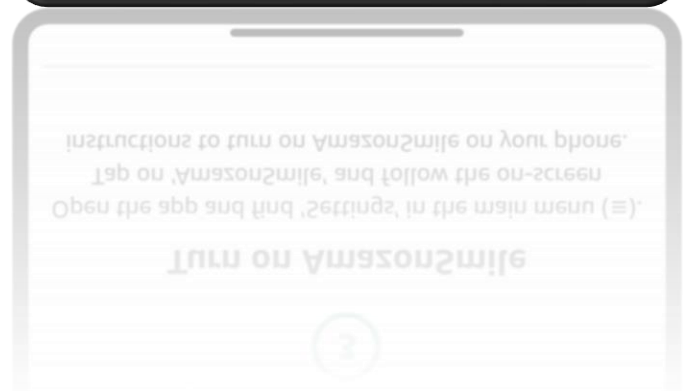 3
Turn on AmazonSmile
Open the app and find 'Settings' in the main menu (≡).
Tap on 'AmazonSmile' and follow the on-screen
instructions to turn on AmazonSmile on your phone.